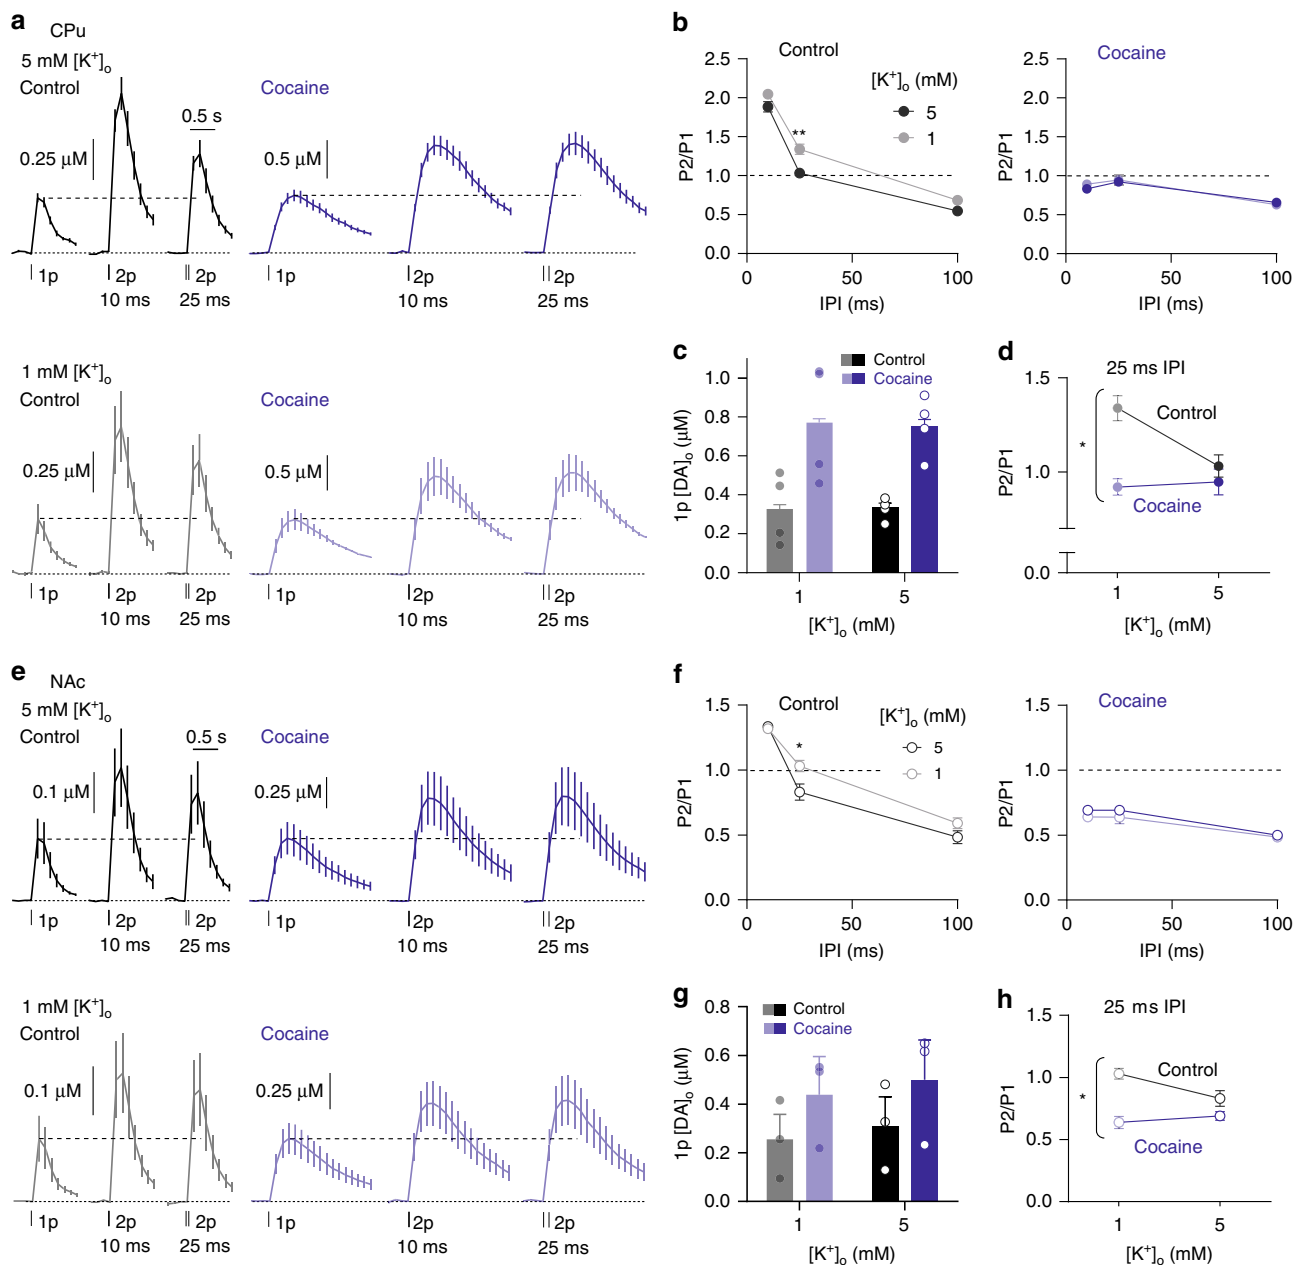 a
CPu
5 mM [K⁺]ₒ
Control
Cocaine
0.5 s
0.25 µM
0.5 µM
1p
2p
10 ms
2p
25 ms
1p
2p
10 ms
2p
25 ms
1 mM [K⁺]ₒ
Control
Cocaine
0.25 µM
0.5 µM
1p
2p
10 ms
2p
25 ms
1p
2p
10 ms
2p
25 ms
b
Control
[K⁺]ₒ (mM)
5
1
**
P2/P1
2.5
2.0
1.5
1.0
0.5
0.0
0
50
100
IPI (ms)
Cocaine
P2/P1
2.5
2.0
1.5
1.0
0.5
0.0
0
50
100
IPI (ms)
c
Control
Cocaine
1p [DA]ₒ (µM)
1.0
0.8
0.6
0.4
0.2
0.0
1
5
[K⁺]ₒ (mM)
d
25 ms IPI
Control
Cocaine
*
P2/P1
1.5
1.0
0.0
1
5
[K⁺]ₒ (mM)
e
NAc
5 mM [K⁺]ₒ
Control
Cocaine
0.5 s
0.1 µM
0.25 µM
1p
2p
10 ms
2p
25 ms
1p
2p
10 ms
2p
25 ms
1 mM [K⁺]ₒ
Control
Cocaine
0.1 µM
0.25 µM
1p
2p
10 ms
2p
25 ms
1p
2p
10 ms
2p
25 ms
f
Control
[K⁺]ₒ (mM)
5
1
*
P2/P1
1.5
1.0
0.5
0.0
0
50
100
IPI (ms)
Cocaine
P2/P1
1.5
1.0
0.5
0.0
0
50
100
IPI (ms)
g
Control
Cocaine
1p [DA]ₒ (µM)
0.8
0.6
0.4
0.2
0.0
1
5
[K⁺]ₒ (mM)
h
25 ms IPI
Control
Cocaine
*
P2/P1
1.5
1.0
0.5
0.0
1
5
[K⁺]ₒ (mM)